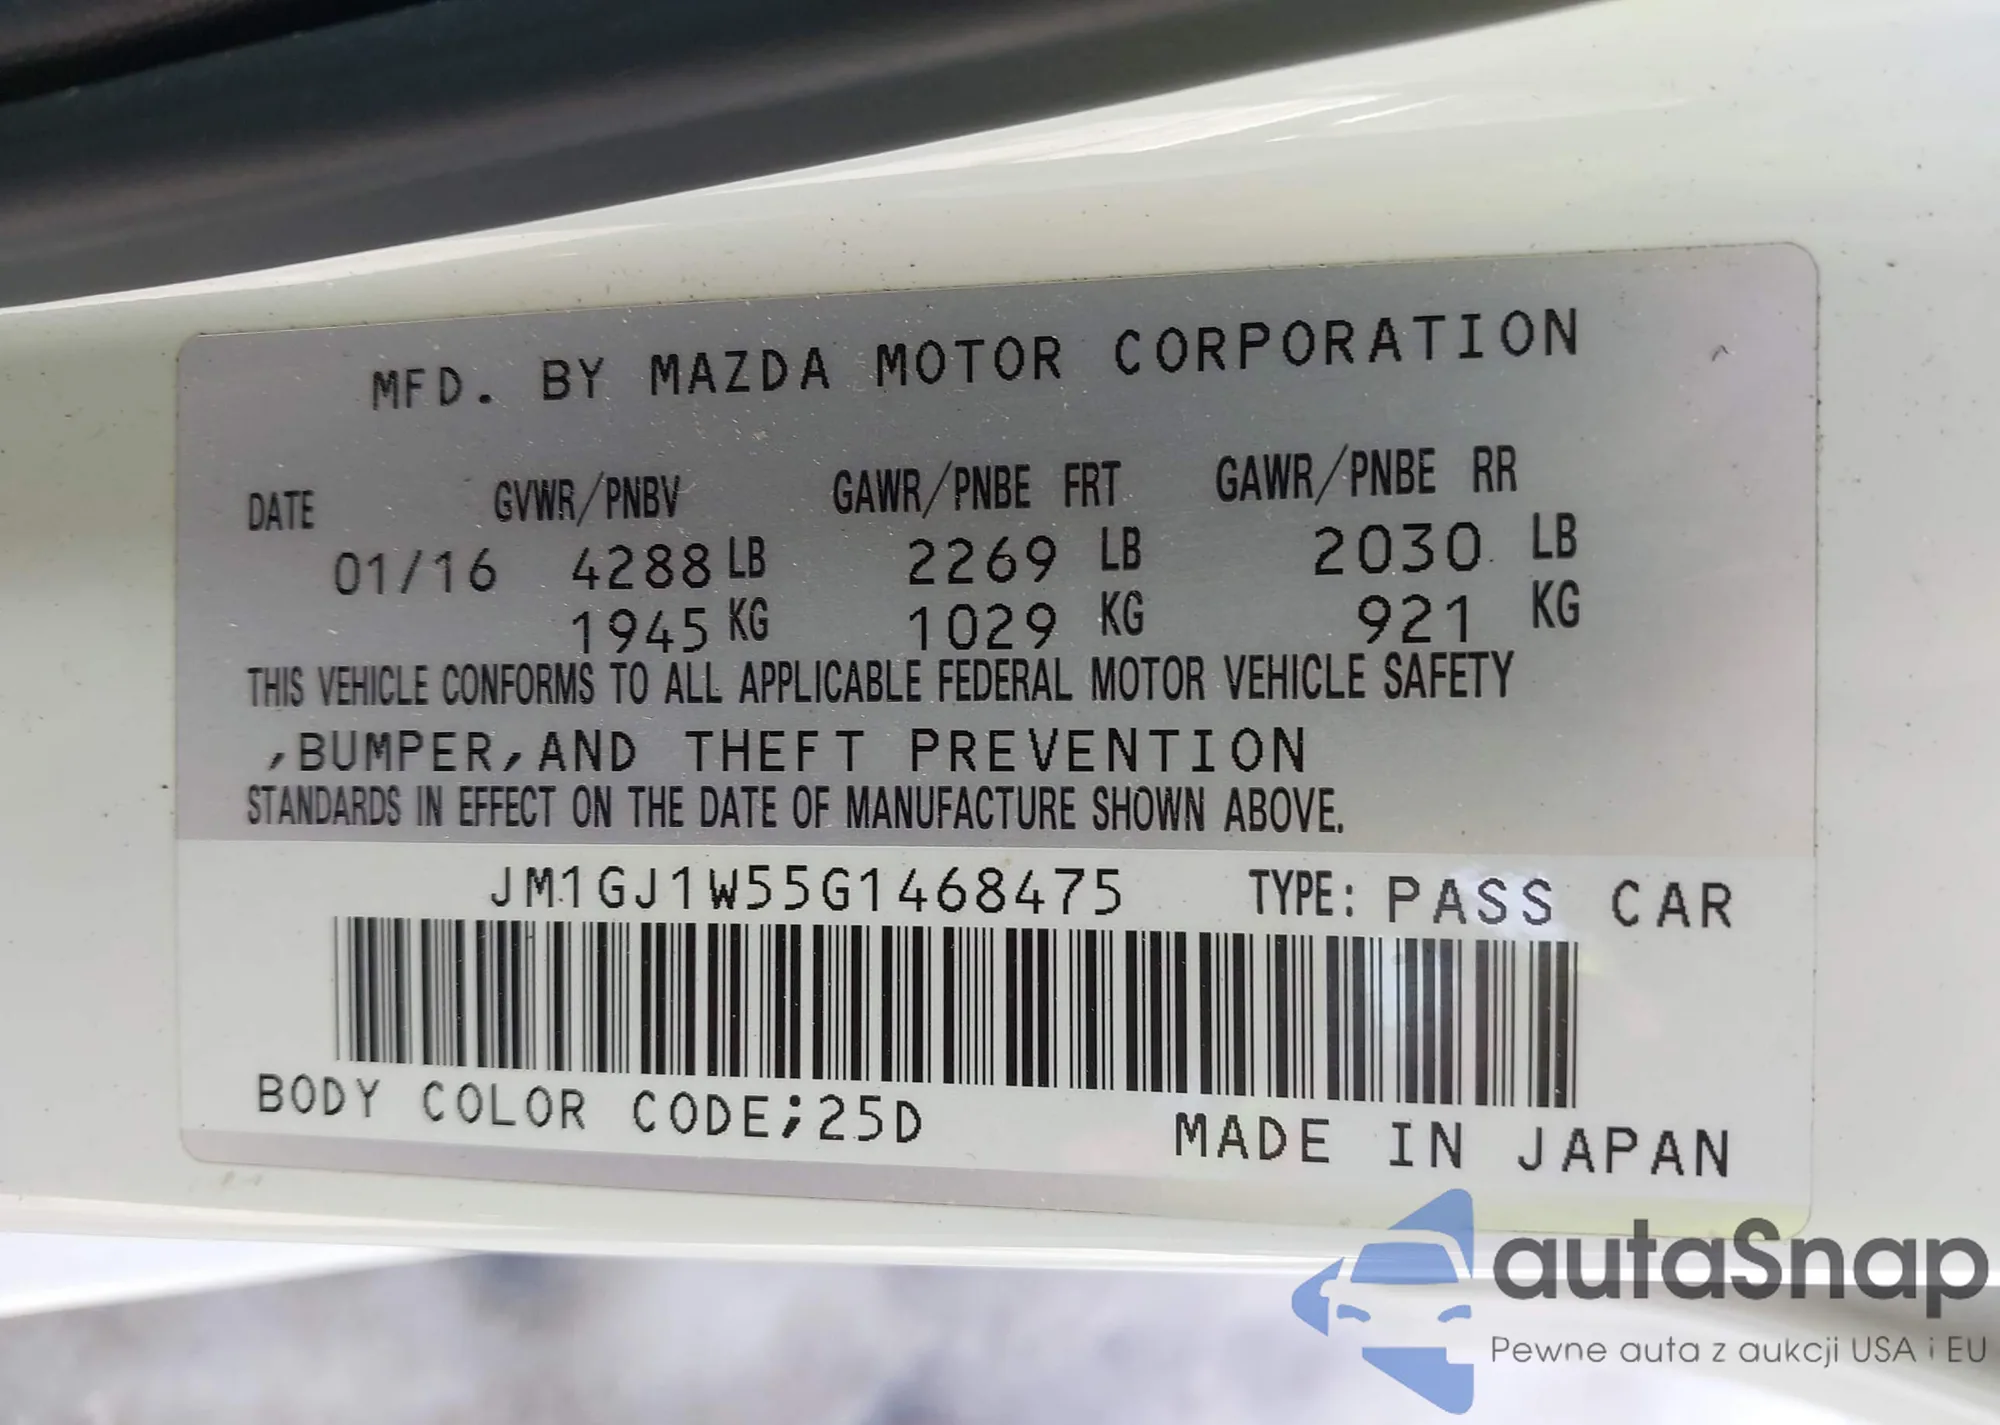 MFD. BY MAZDA MOTOR CORPORATION
DATE GVWR/PNBV GAWR/PNBE FRT GAWR/PNBE RR
01/16 4288 LB 2269 LB 2030 LB
1945 KG 1029 KG 921 KG
THIS VEHICLE CONFORMS TO ALL APPLICABLE FEDERAL MOTOR VEHICLE SAFETY
,BUMPER,AND THEFT PREVENTION
STANDARDS IN EFFECT ON THE DATE OF MANUFACTURE SHOWN ABOVE.
JM1GJ1W55G1468475 TYPE: PASS CAR
BODY COLOR CODE;25D MADE IN JAPAN
autaSnap
Pewne auta z aukcji USA i EU